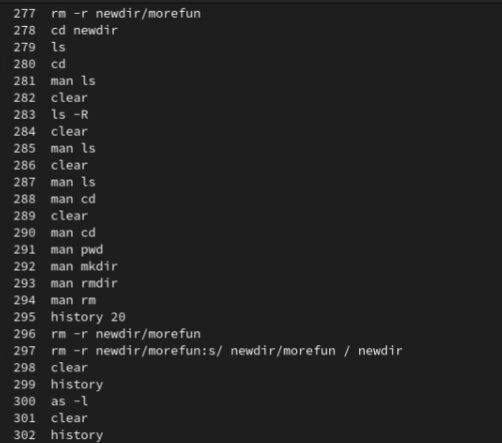 277 rm -r newdir/morefun
278 cd newdir
279 ls
280 cd
281 man ls
282 clear
283 ls -R
284 clear
285 man ls
286 clear
287 man ls
288 man cd
289 clear
290 man cd
291 man pwd
292 man mkdir
293 man rmdir
294 man rm
295 history 20
296 rm -r newdir/morefun
297 rm -r newdir/morefun:s/ newdir/morefun / newdir
298 clear
299 history
300 as -l
301 clear
302 history